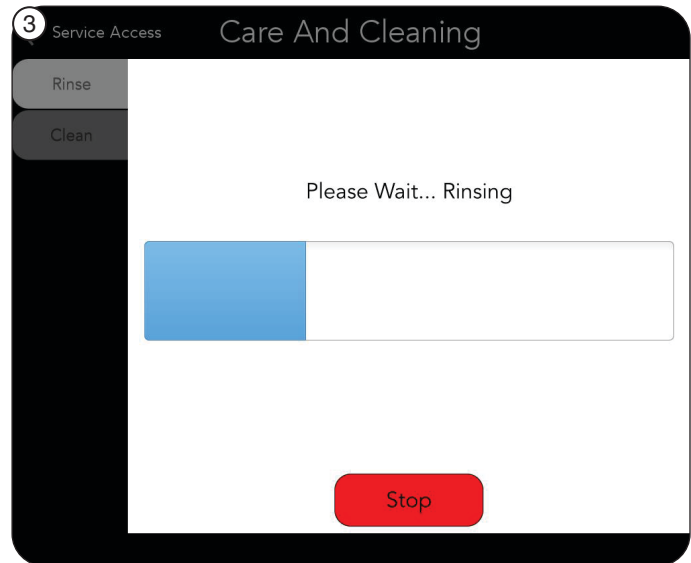 3
Service Access
Care And Cleaning
Rinse
Clean
Please Wait... Rinsing
Stop